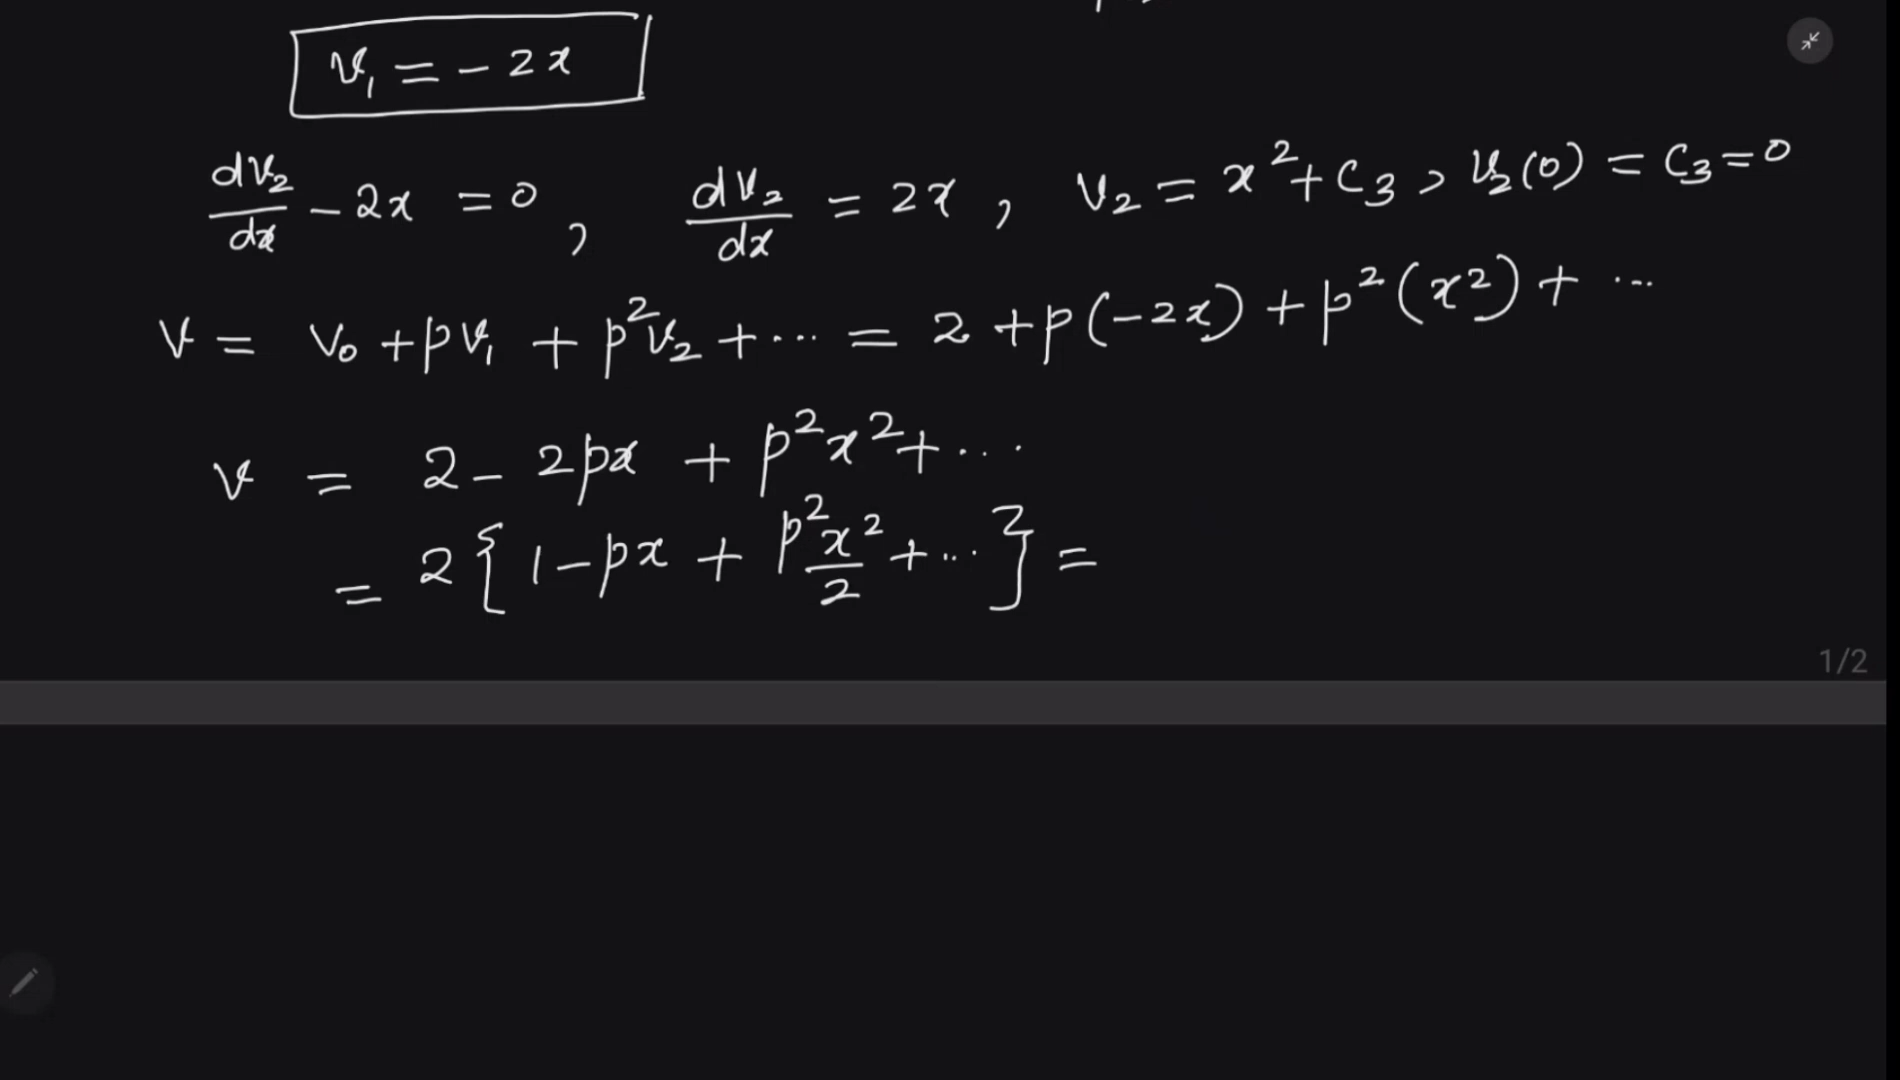 v₁ = - 2x
dv₂/dx - 2x = 0 , dv₂/dx = 2x , v₂ = x² + c₃ , v₂(0) = c₃ = 0
v = v₀ + pv₁ + p²v₂ + ... = 2 + p(-2x) + p²(x²) + ...
v = 2 - 2px + p²x² + ...
= 2 { 1 - px + p²x²/2 + ... } =
1/2